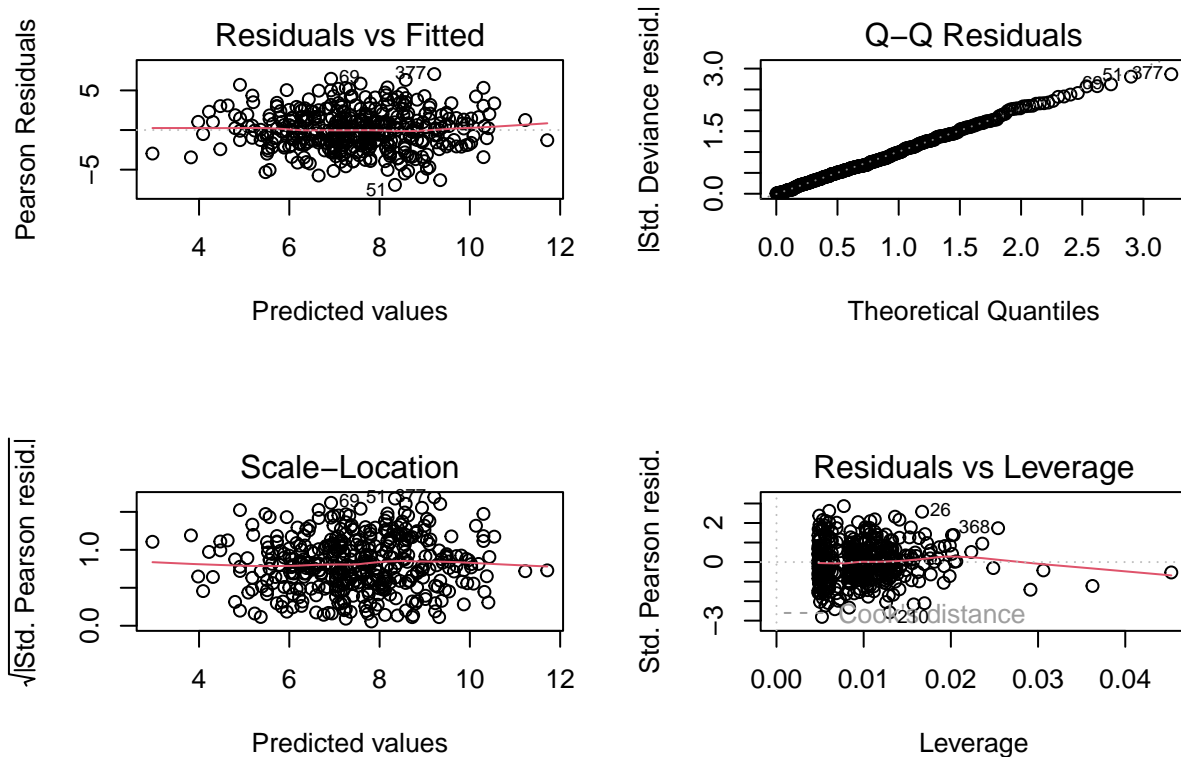 Residuals vs Fitted
Pearson Residuals
5
−5
69
377
51
4 6 8 10 12
Predicted values
Q−Q Residuals
|Std. Deviance resid.|
3.0
1.5
0.0
69
51
377
0.0 0.5 1.0 1.5 2.0 2.5 3.0
Theoretical Quantiles
Scale−Location
√|Std. Pearson resid.|
1.0
0.0
69
51
377
4 6 8 10 12
Predicted values
Residuals vs Leverage
Std. Pearson resid.
2
0
−3
26
368
230
Cook's distance
0.00 0.01 0.02 0.03 0.04
Leverage